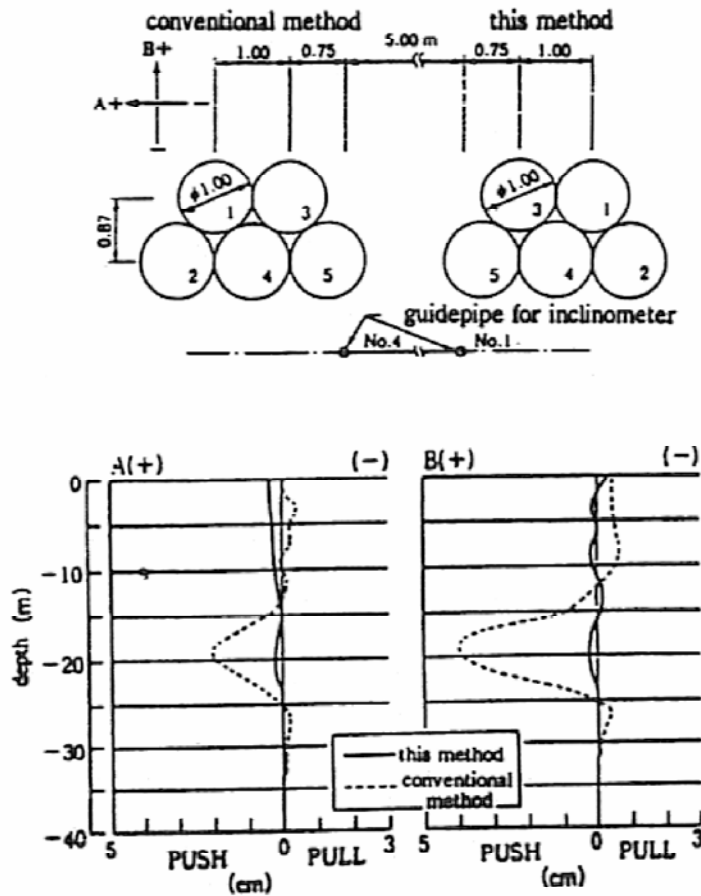 conventional method this method
B+ 1.00 0.75 5.00 m 0.75 1.00
A+
ø1.00 ø1.00
1 3 3 1
0.87
2 4 5 5 4 2
guidepipe for inclinometer
No.4 No.1
A(+) (-) B(+) (-)
0
-10
-20
-30
-40
depth (m)
this method
conventional
method
5 PUSH 0 PULL 3 5 PUSH 0 PULL 3
(cm) (cm)